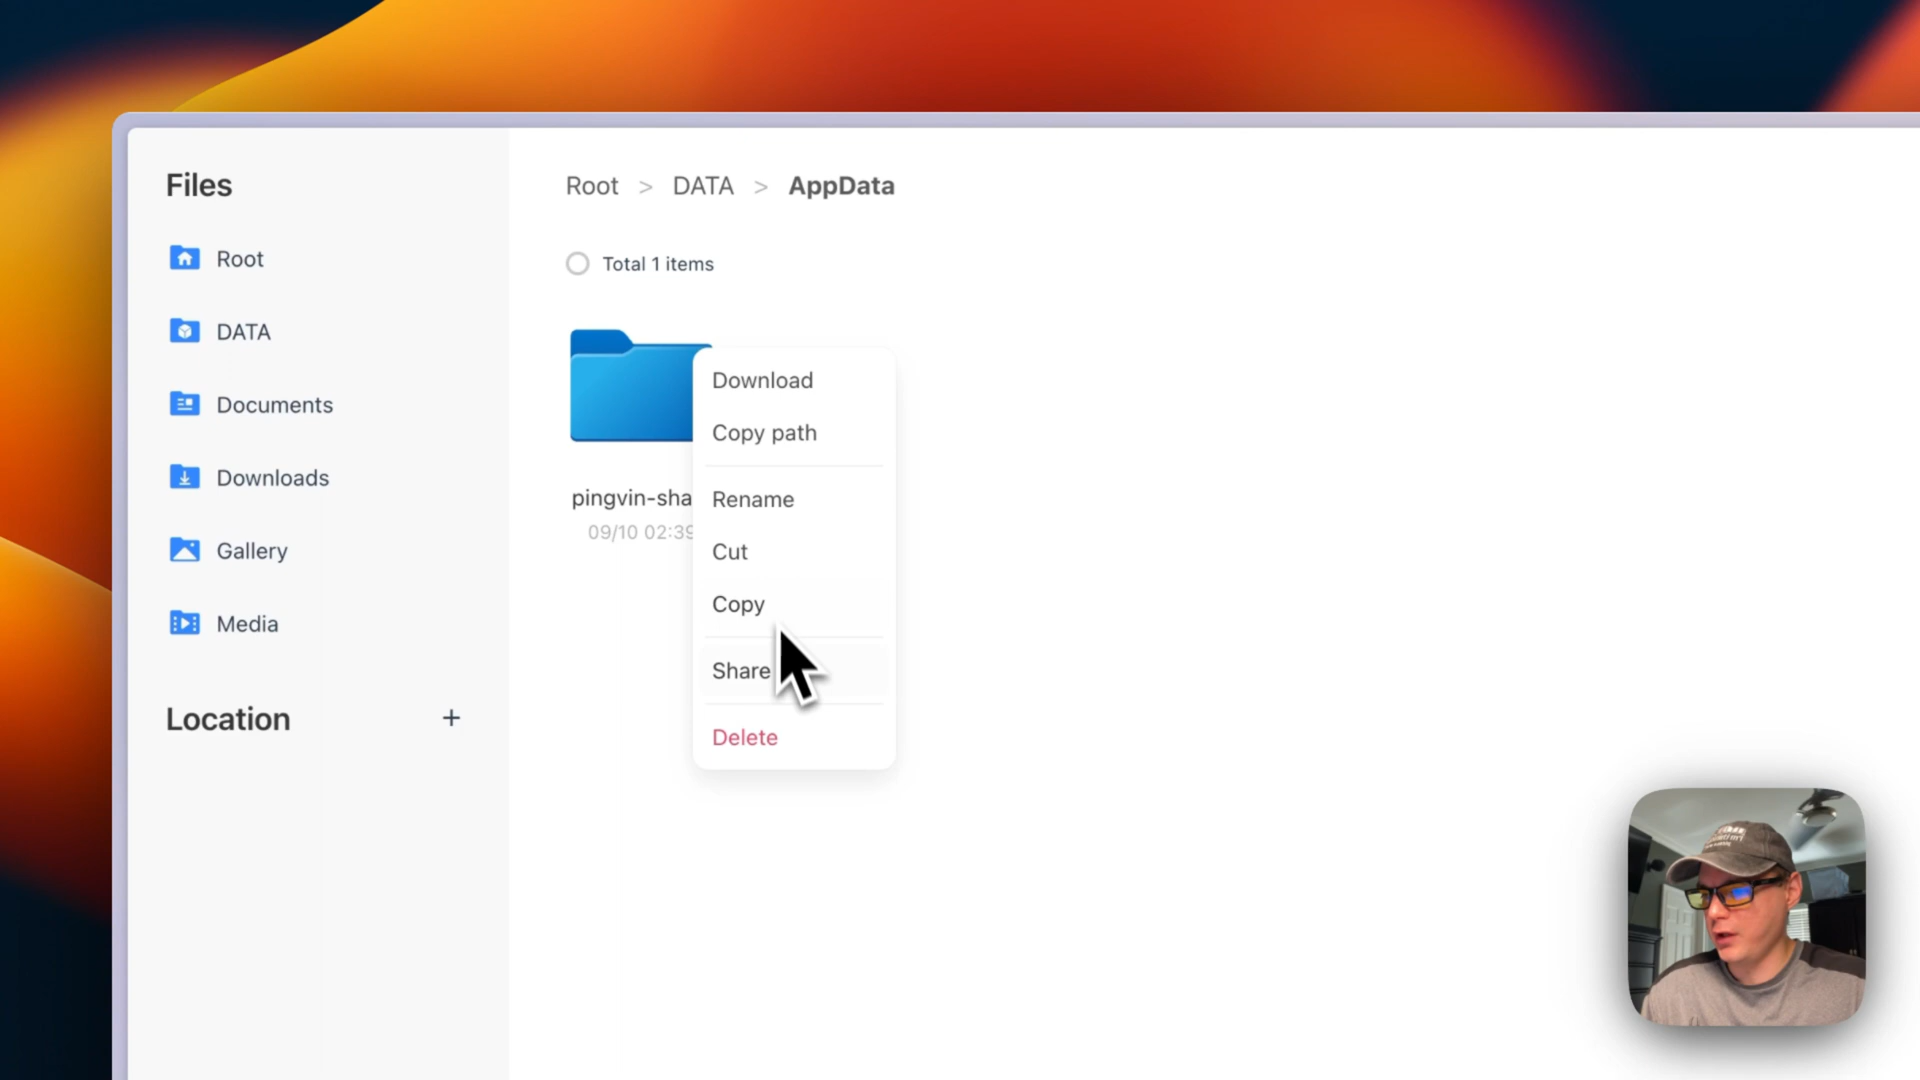 Files
Root
DATA
Documents
Downloads
Gallery
Media
Location +
Root > DATA > AppData
Total 1 items
pingvin-sha
09/10 02:39
Download
Copy path
Rename
Cut
Copy
Share
Delete